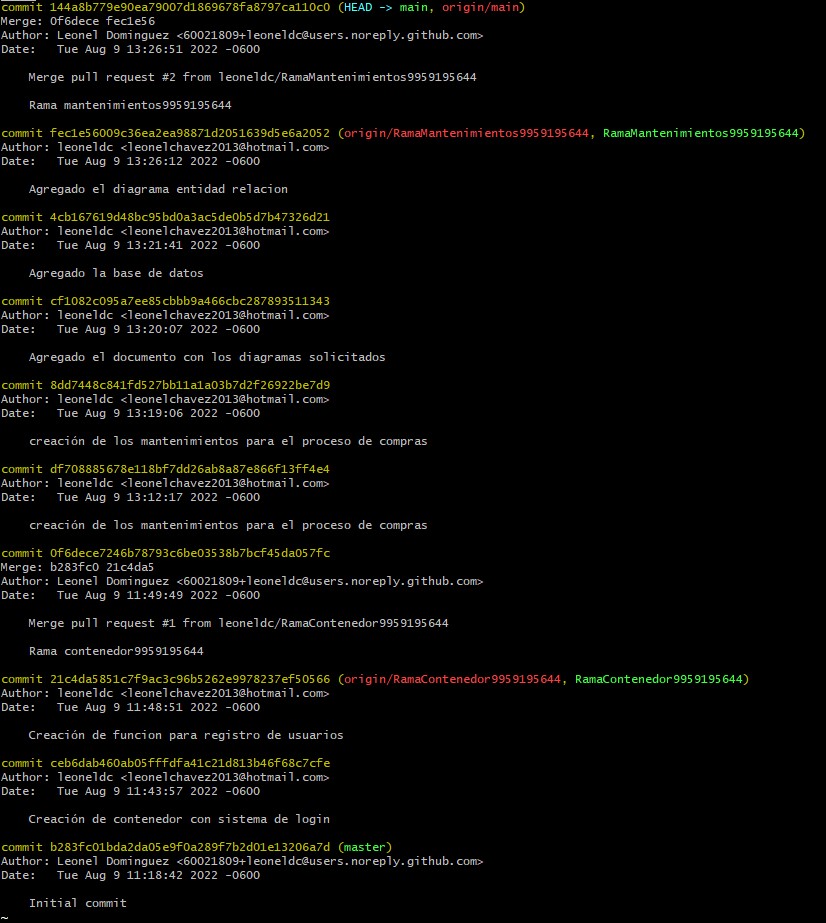 commit 144a8b779e90ea79007d1869678fa8797ca110c0 (HEAD -> main, origin/main)
Merge: 0f6dece fec1e56
Author: Leonel Dominguez <60021809+leoneldc@users.noreply.github.com>
Date:   Tue Aug 9 13:26:51 2022 -0600
Merge pull request #2 from leoneldc/RamaMantenimientos9959195644
Rama mantenimientos9959195644
commit fec1e56009c36ea2ea98871d2051639d5e6a2052 (origin/RamaMantenimientos9959195644, RamaMantenimientos9959195644)
Author: leoneldc <leonelchavez2013@hotmail.com>
Date:   Tue Aug 9 13:26:12 2022 -0600
Agregado el diagrama entidad relacion
commit 4cb167619d48bc95bd0a3ac5de0b5d7b47326d21
Author: leoneldc <leonelchavez2013@hotmail.com>
Date:   Tue Aug 9 13:21:41 2022 -0600
Agregado la base de datos
commit cf1082c095a7ee85cbbb9a466cbc287893511343
Author: leoneldc <leonelchavez2013@hotmail.com>
Date:   Tue Aug 9 13:20:07 2022 -0600
Agregado el documento con los diagramas solicitados
commit 8dd7448c841fd527bb11a1a03b7d2f26922be7d9
Author: leoneldc <leonelchavez2013@hotmail.com>
Date:   Tue Aug 9 13:19:06 2022 -0600
creación de los mantenimientos para el proceso de compras
commit df708885678e118bf7dd26ab8a87e866f13ff4e4
Author: leoneldc <leonelchavez2013@hotmail.com>
Date:   Tue Aug 9 13:12:17 2022 -0600
creación de los mantenimientos para el proceso de compras
commit 0f6dece7246b78793c6be03538b7bcf45da057fc
Merge: b283fc0 21c4da5
Author: Leonel Dominguez <60021809+leoneldc@users.noreply.github.com>
Date:   Tue Aug 9 11:49:49 2022 -0600
Merge pull request #1 from leoneldc/RamaContenedor9959195644
Rama contenedor9959195644
commit 21c4da5851c7f9ac3c96b5262e9978237ef50566 (origin/RamaContenedor9959195644, RamaContenedor9959195644)
Author: leoneldc <leonelchavez2013@hotmail.com>
Date:   Tue Aug 9 11:48:51 2022 -0600
Creación de funcion para registro de usuarios
commit ceb6dab460ab05fffdfa41c21d813b46f68c7cfe
Author: leoneldc <leonelchavez2013@hotmail.com>
Date:   Tue Aug 9 11:43:57 2022 -0600
Creación de contenedor con sistema de login
commit b283fc01bda2da05e9f0a289f7b2d01e13206a7d (master)
Author: Leonel Dominguez <60021809+leoneldc@users.noreply.github.com>
Date:   Tue Aug 9 11:18:42 2022 -0600
Initial commit
~